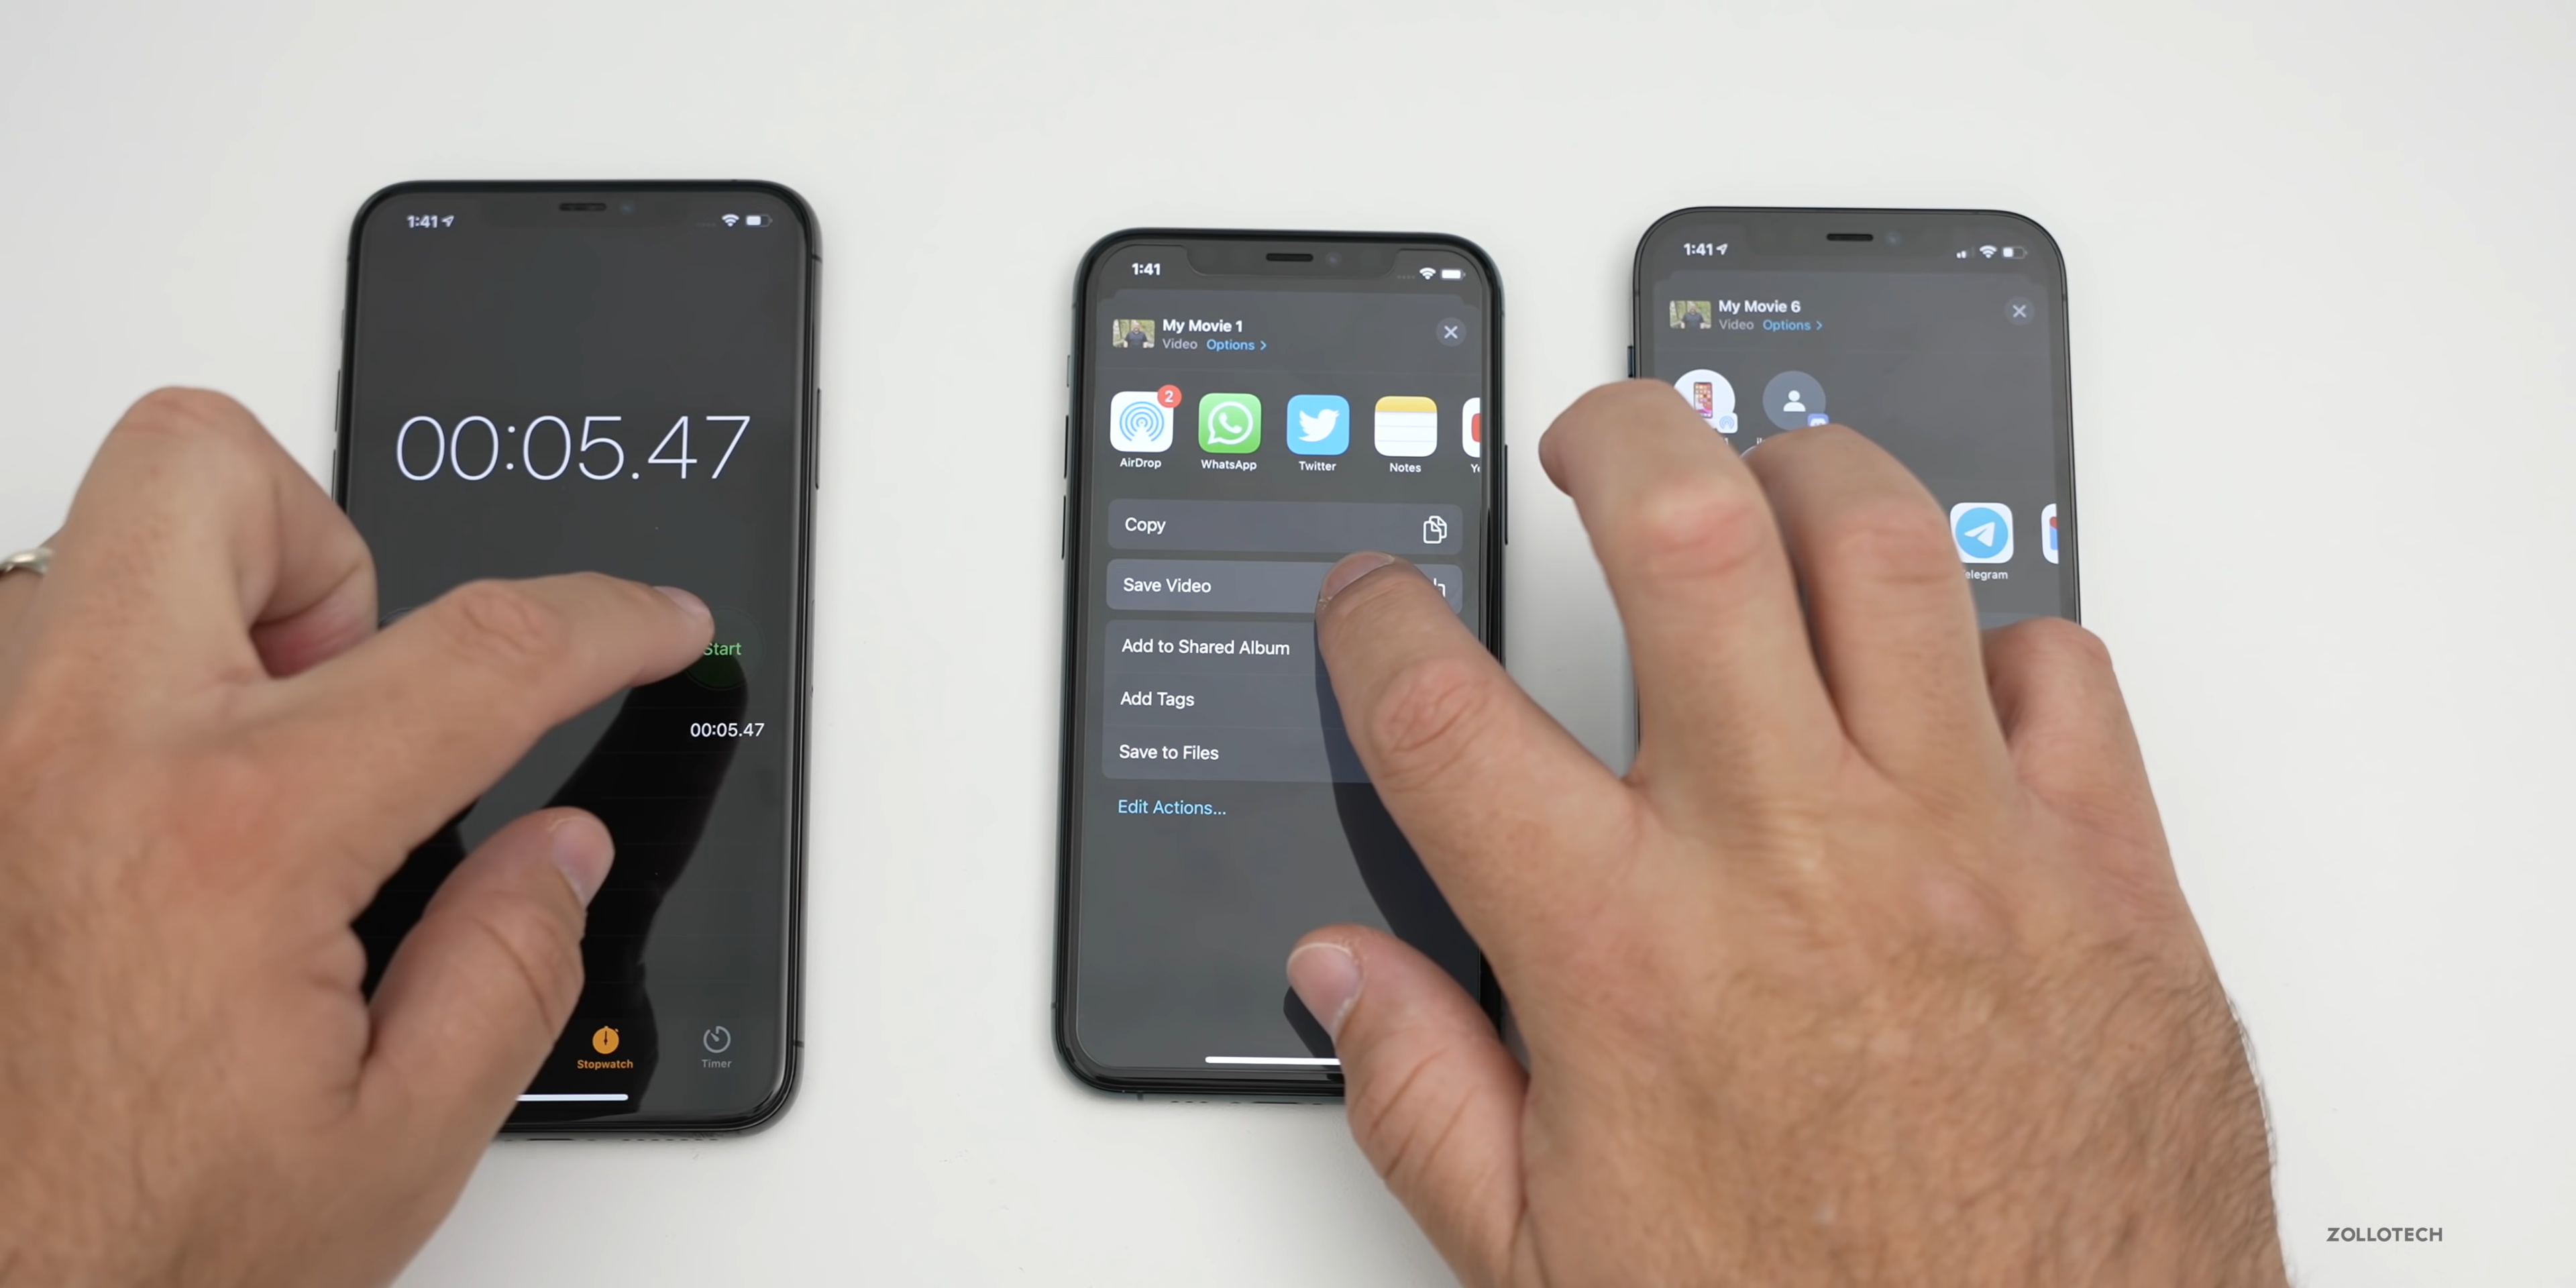 1:41
00:05.47
Start
00:05.47
Stopwatch
Timer
1:41
My Movie 1
Video Options >
2
AirDrop
WhatsApp
Twitter
Notes
Copy
Save Video
Add to Shared Album
Add Tags
Save to Files
Edit Actions...
1:41
My Movie 6
Video Options >
elegram
ZOLLOTECH